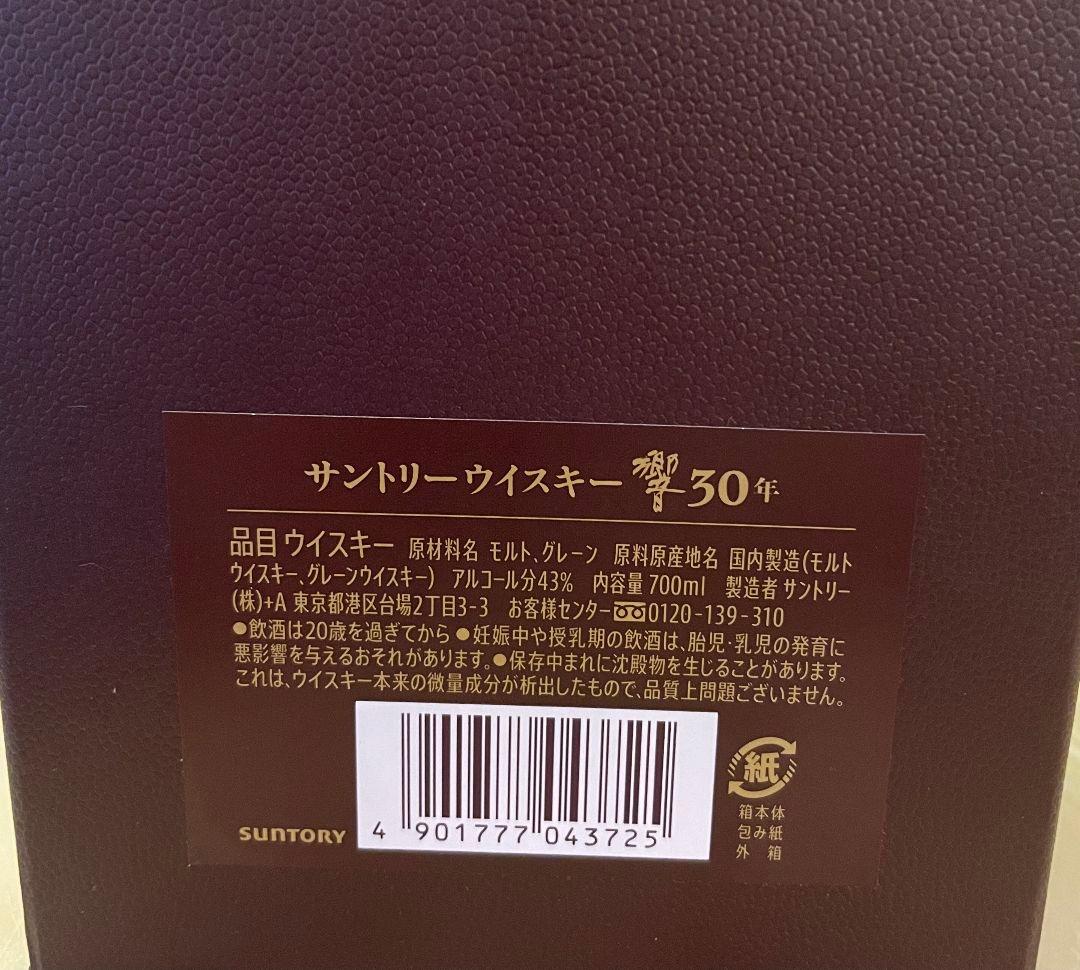 サントリーウイスキー 響 30年
品目 ウイスキー 原材料名 モルト、グレーン 原料原産地名 国内製造(モルト
ウイスキー、グレーンウイスキー) アルコール分43% 内容量 700ml 製造者 サントリー
(株)+A 東京都港区台場2丁目3-3 お客様センター 0120-139-310
●飲酒は20歳を過ぎてから ●妊娠中や授乳期の飲酒は、胎児・乳児の発育に
悪影響を与えるおそれがあります。●保存中まれに沈殿物を生じることがあります。
これは、ウイスキー本来の微量成分が析出したもので、品質上問題ございません。
SUNTORY
4 901777 043725
紙
箱本体
包み紙
外 箱